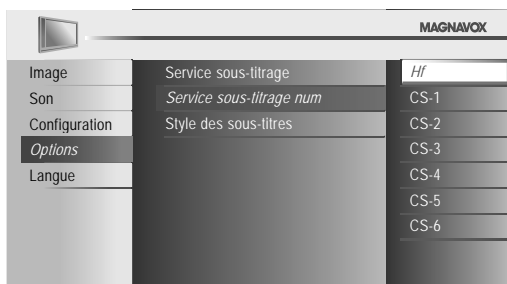 MAGNAVOX
Image
Son
Configuration
Options
Langue
Service sous-titrage
Service sous-titrage num
Style des sous-titres
Hf
CS-1
CS-2
CS-3
CS-4
CS-5
CS-6